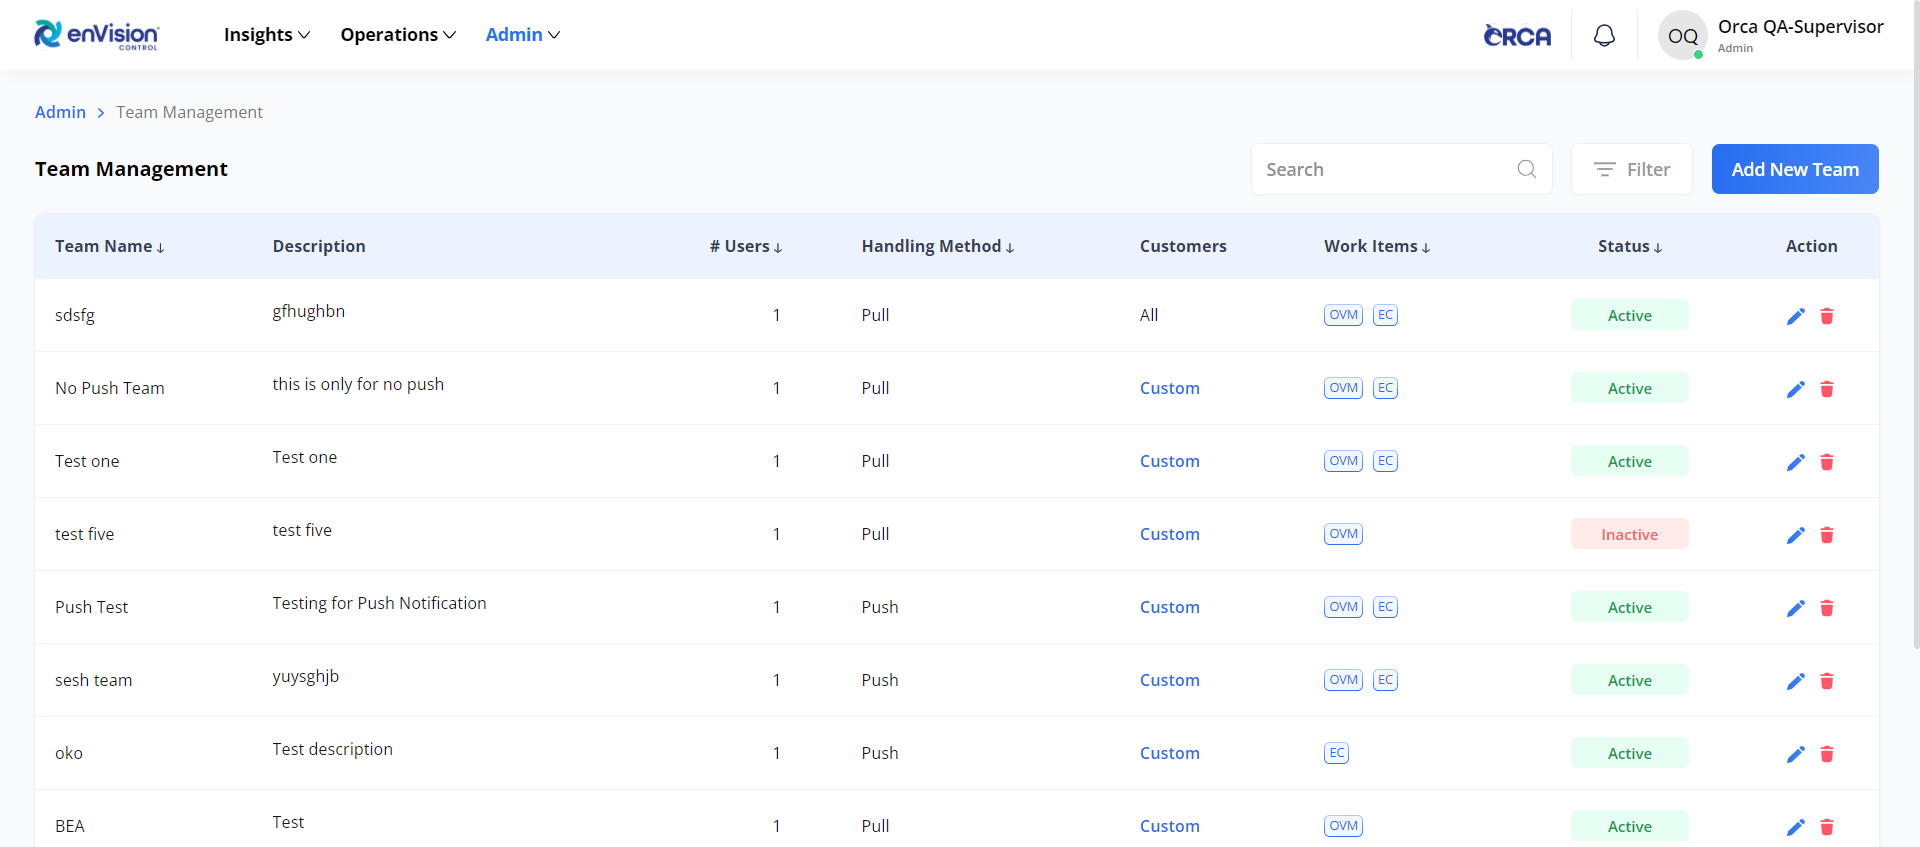 enVision CONTROL Insights Operations Admin ORCA OQ Orca QA-Supervisor
Admin
Admin > Team Management
Team Management Search Filter Add New Team
Team Name ↓ Description # Users ↓ Handling Method ↓ Customers Work Items ↓ Status ↓ Action
sdsfg gfhughbn 1 Pull All OVM EC Active
No Push Team this is only for no push 1 Pull Custom OVM EC Active
Test one Test one 1 Pull Custom OVM EC Active
test five test five 1 Pull Custom OVM Inactive
Push Test Testing for Push Notification 1 Push Custom OVM EC Active
sesh team yuysghjb 1 Push Custom OVM EC Active
oko Test description 1 Push Custom EC Active
BEA Test 1 Pull Custom OVM Active